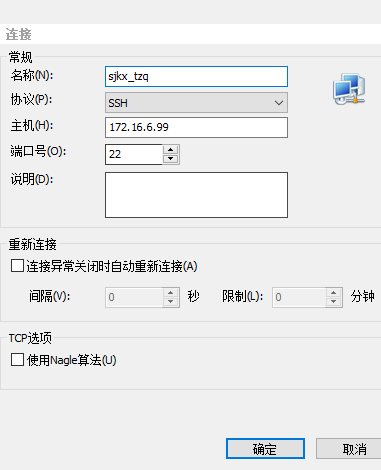 连接
常规
名称(N): sjkx_tzq
协议(P): SSH
主机(H): 172.16.6.99
端口号(O): 22
说明(D):
重新连接
连接异常关闭时自动重新连接(A)
间隔(V): 0 秒 限制(L): 0 分钟
TCP选项
使用Nagle算法(U)
确定 取消